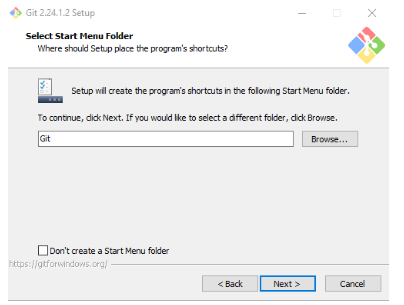 Git 2.24.1.2 Setup
Select Start Menu Folder
Where should Setup place the program's shortcuts?
Setup will create the program's shortcuts in the following Start Menu folder.
To continue, click Next. If you would like to select a different folder, click Browse.
Git
Browse...
Don't create a Start Menu folder
https://gitforwindows.org/
< Back
Next >
Cancel